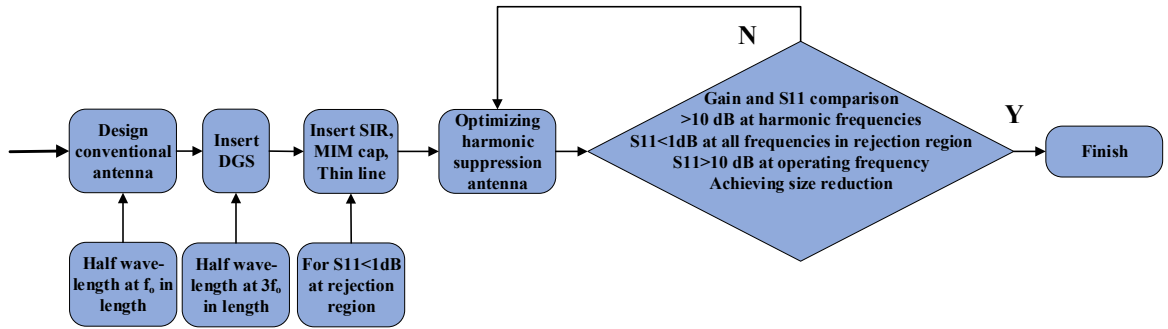 N
Y
Design
conventional
antenna
Insert
DGS
Insert SIR,
MIM cap,
Thin line
Optimizing
harmonic
suppression
antenna
Gain and S11 comparison
>10 dB at harmonic frequencies
S11<1dB at all frequencies in rejection region
S11>10 dB at operating frequency
Achieving size reduction
Finish
Half wave-
length at fₒ in
length
Half wave-
length at 3fₒ
in length
For S11<1dB
at rejection
region